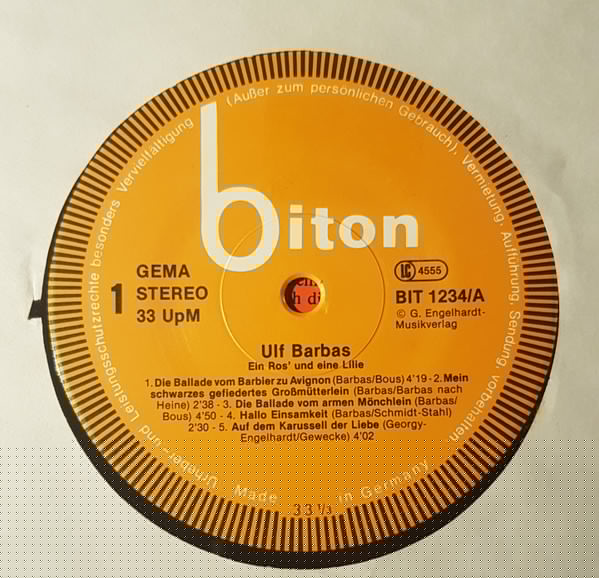 Urheber- und Leistungsschutzrechte besonders Vervielfältigung (Außer zum persönlichen Gebrauch), Vermietung, Aufführung, Sendung, vorbehalten
biton
LC 4555
1
GEMA
STEREO
33 UpM
BIT 1234/A
© G. Engelhardt-
Musikverlag
Ulf Barbas
Ein Ros' und eine Lilie
1. Die Ballade vom Barbier zu Avignon (Barbas/Bous) 4'19 - 2. Mein
schwarzes gefiedertes Großmütterlein (Barbas/Barbas nach
Heine) 2'38 - 3. Die Ballade vom armen Mönchlein (Barbas/
Bous) 4'50 - 4. Hallo Einsamkeit (Barbas/Schmidt-Stahl)
2'30 - 5. Auf dem Karussell der Liebe (Georgy-
Engelhardt/Gewecke) 4'02
Made in Germany
33 1/3